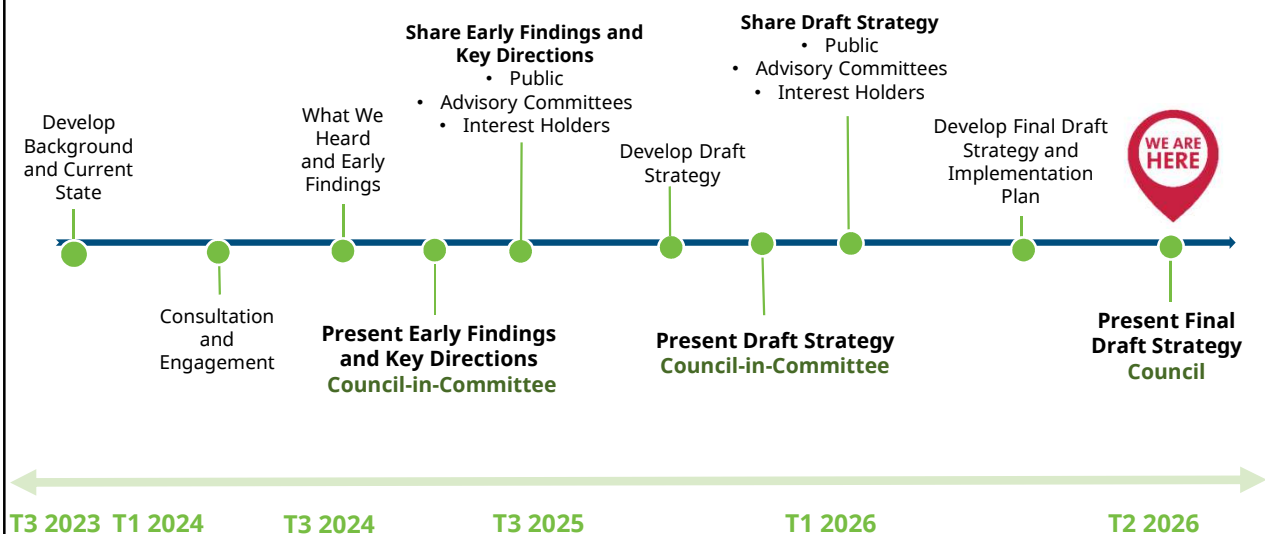 Develop
Background
and Current
State
Consultation
and
Engagement
What We
Heard
and Early
Findings
Present Early Findings
and Key Directions
Council-in-Committee
Share Early Findings and
Key Directions
• Public
• Advisory Committees
• Interest Holders
Develop Draft
Strategy
Present Draft Strategy
Council-in-Committee
Share Draft Strategy
• Public
• Advisory Committees
• Interest Holders
Develop Final Draft
Strategy and
Implementation
Plan
WE ARE
HERE
Present Final
Draft Strategy
Council
T3 2023 T1 2024 T3 2024 T3 2025 T1 2026 T2 2026